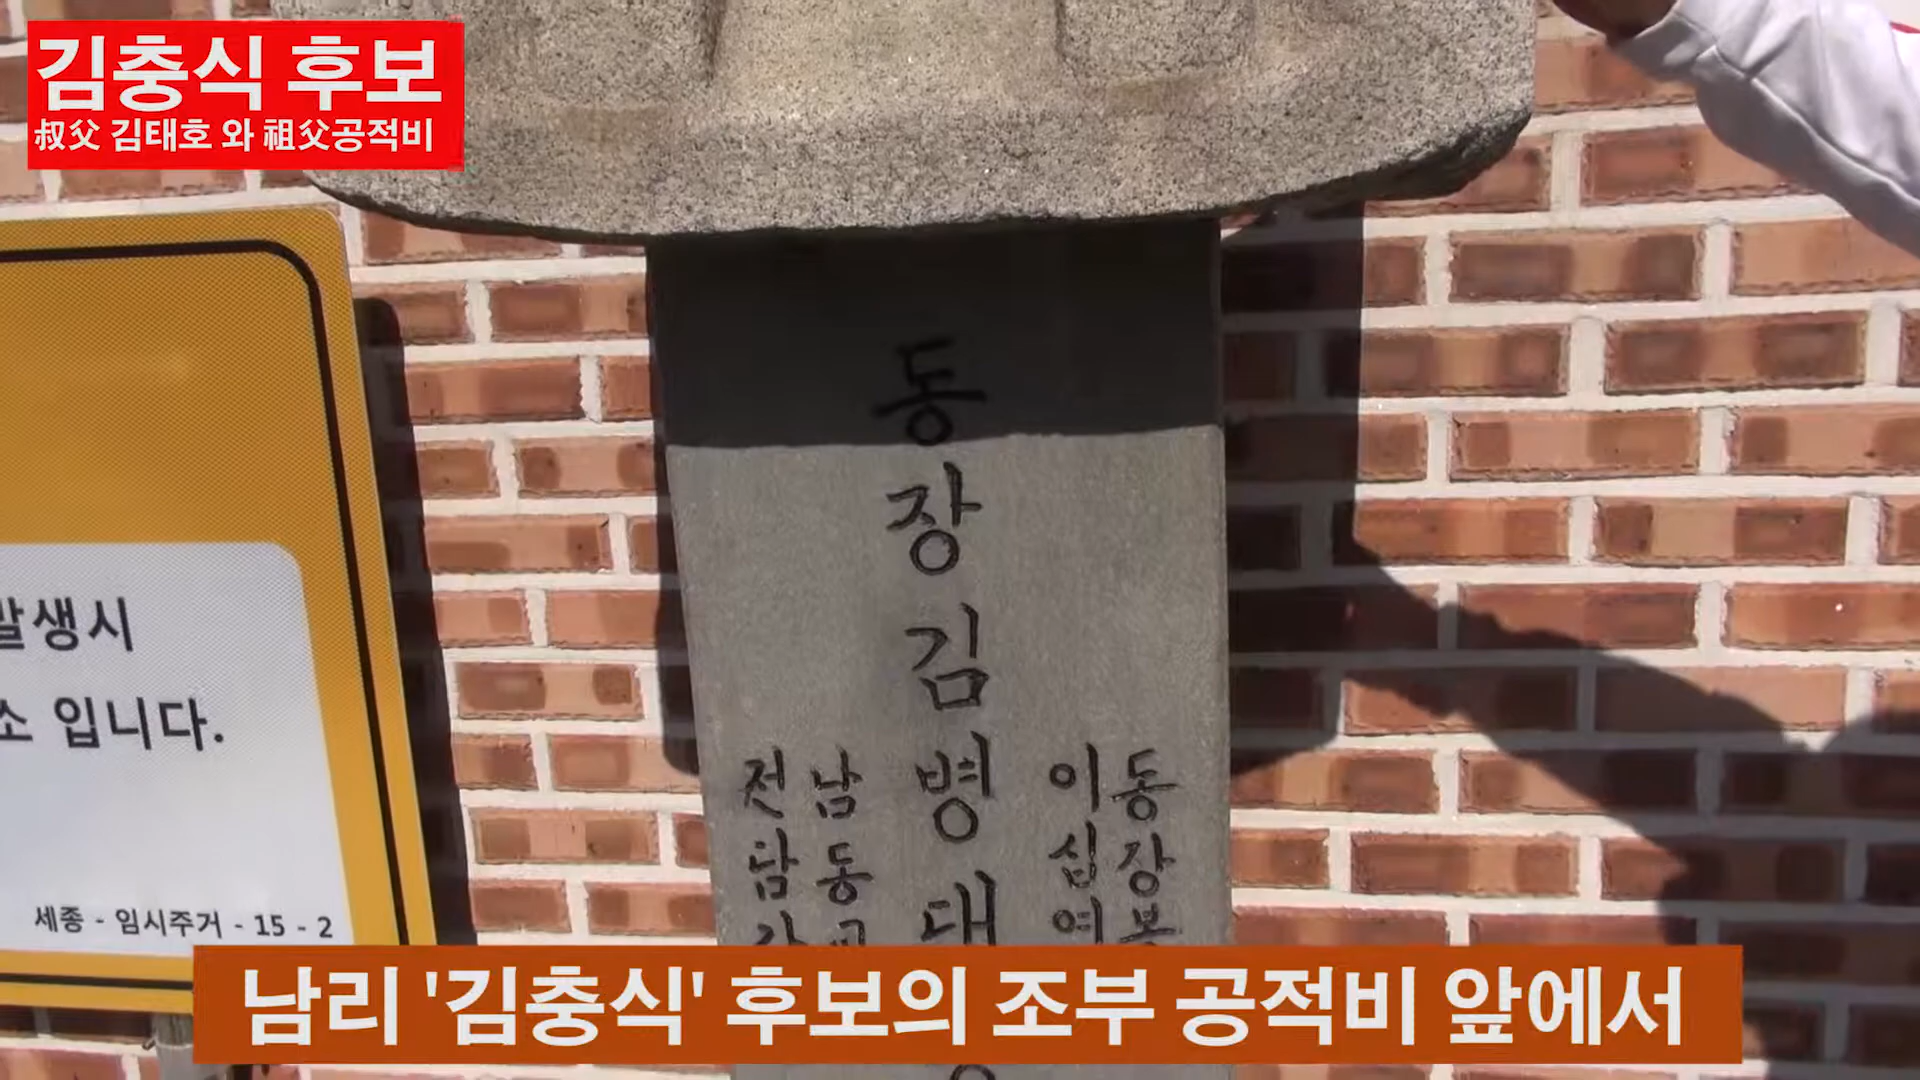 김충식 후보
叔父 김태호 와 祖父공적비
발생시
소 입니다.
세종 - 임시주거 - 15 - 2
동장김병대
동장
이십여
남동
전남
남리 '김충식' 후보의 조부 공적비 앞에서